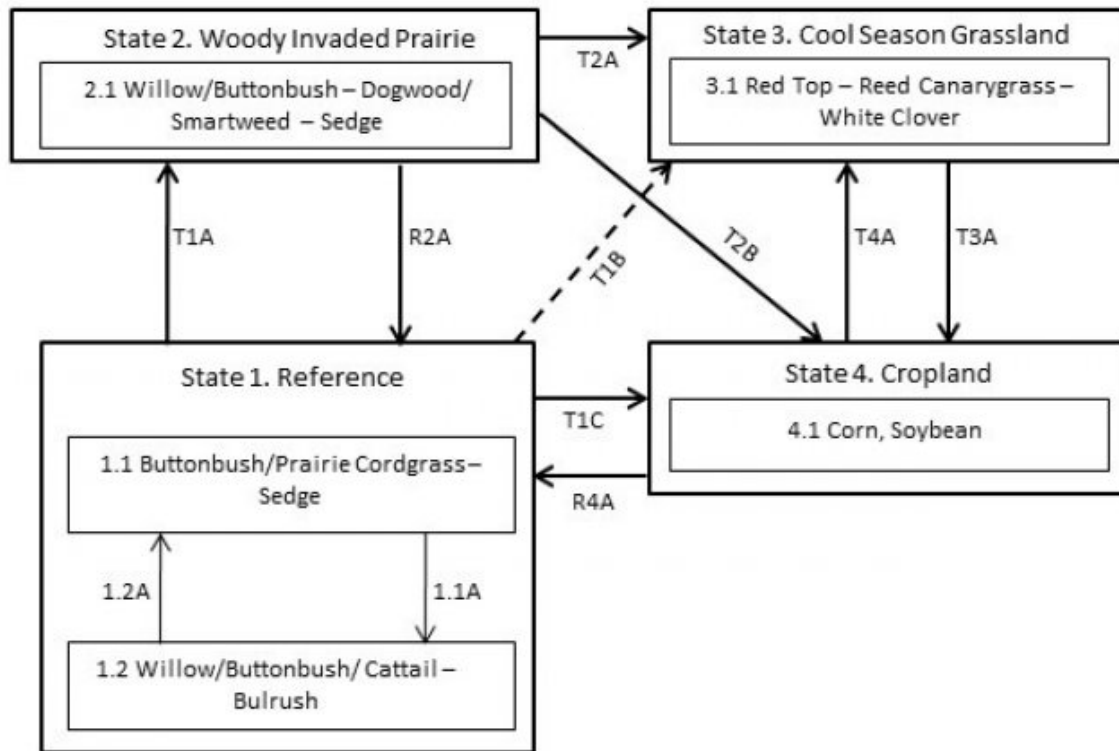 State 2. Woody Invaded Prairie
2.1 Willow/Buttonbush – Dogwood/
Smartweed – Sedge
T2A
State 3. Cool Season Grassland
3.1 Red Top – Reed Canarygrass –
White Clover
T1A
R2A
T1B
T2B
T4A
T3A
State 1. Reference
1.1 Buttonbush/Prairie Cordgrass–
Sedge
1.2A
1.1A
1.2 Willow/Buttonbush/ Cattail –
Bulrush
T1C
R4A
State 4. Cropland
4.1 Corn, Soybean